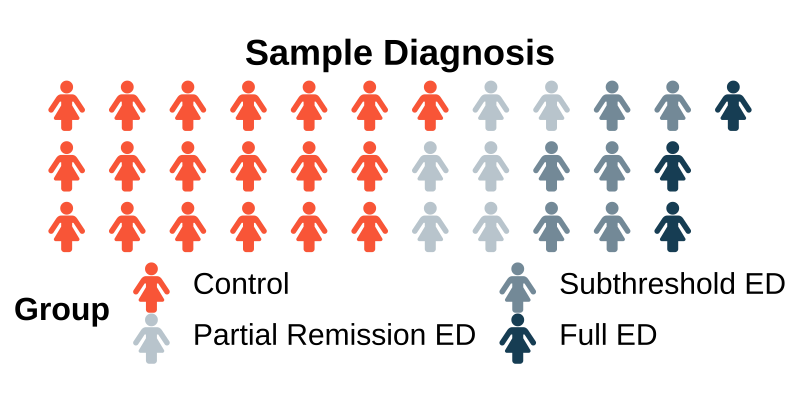 Sample Diagnosis
Group
Control
Partial Remission ED
Subthreshold ED
Full ED